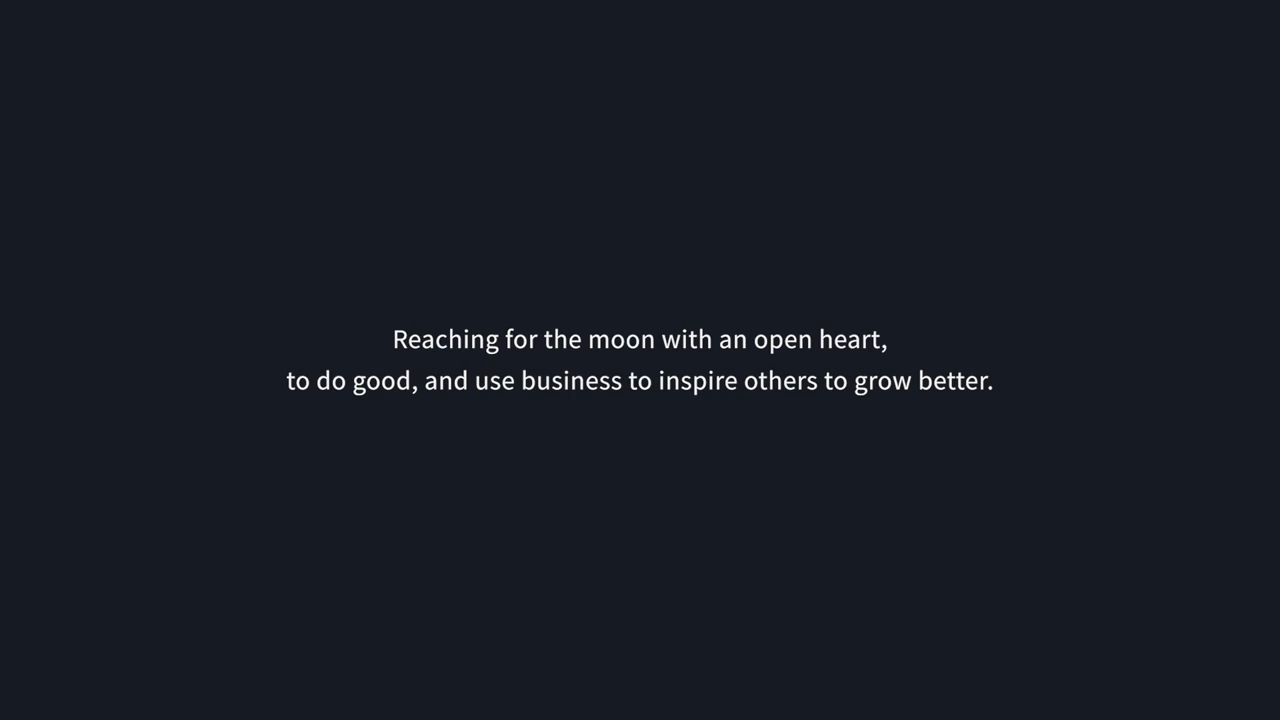 Reaching for the moon with an open heart,
to do good, and use business to inspire others to grow better.